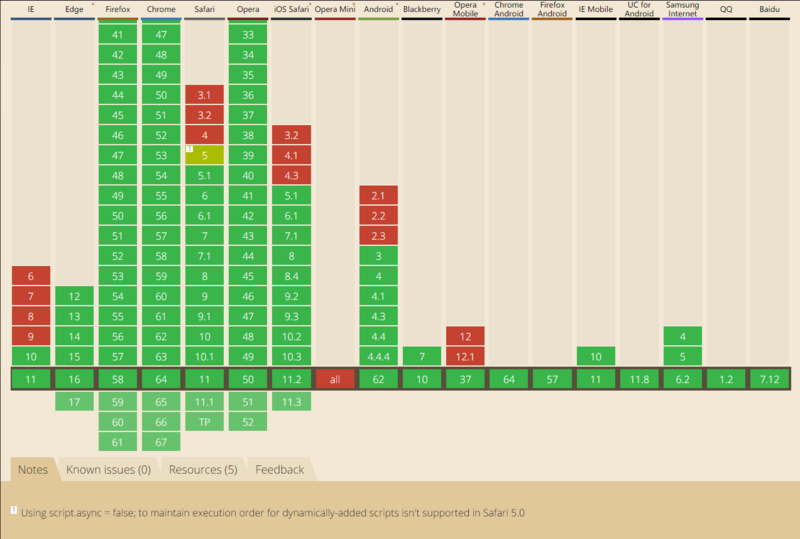 IE Edge * Firefox Chrome Safari Opera iOS Safari * Opera Mini * Android * Blackberry Opera Mobile * Chrome Android Firefox Android IE Mobile UC for Android Samsung Internet QQ Baidu
41 47 33
42 48 34
43 49 35
44 50 3.1 36
45 51 3.2 37
46 52 4 38 3.2
47 53 1 5 39 4.1
48 54 5.1 40 4.3
49 55 6 41 5.1 2.1
50 56 6.1 42 6.1 2.2
51 57 7 43 7.1 2.3
52 58 7.1 44 8 3
6 53 59 8 45 8.4 4
7 12 54 60 9 46 9.2 4.1
8 13 55 61 9.1 47 9.3 4.3
9 14 56 62 10 48 10.2 4.4 12 4
10 15 57 63 10.1 49 10.3 4.4.4 7 12.1 10 5
11 16 58 64 11 50 11.2 all 62 10 37 64 57 11 11.8 6.2 1.2 7.12
17 59 65 11.1 51 11.3
60 66 TP 52
61 67
Notes Known issues (0) Resources (5) Feedback
1 Using script.async = false; to maintain execution order for dynamically-added scripts isn't supported in Safari 5.0